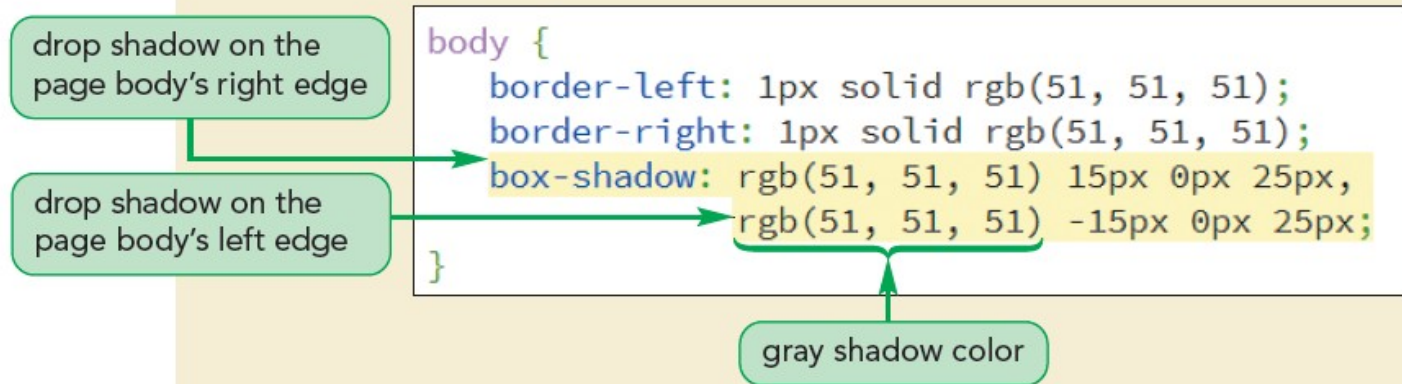 drop shadow on the
page body's right edge
drop shadow on the
page body's left edge
body {
border-left: 1px solid rgb(51, 51, 51);
border-right: 1px solid rgb(51, 51, 51);
box-shadow: rgb(51, 51, 51) 15px 0px 25px,
rgb(51, 51, 51) -15px 0px 25px;
}
gray shadow color